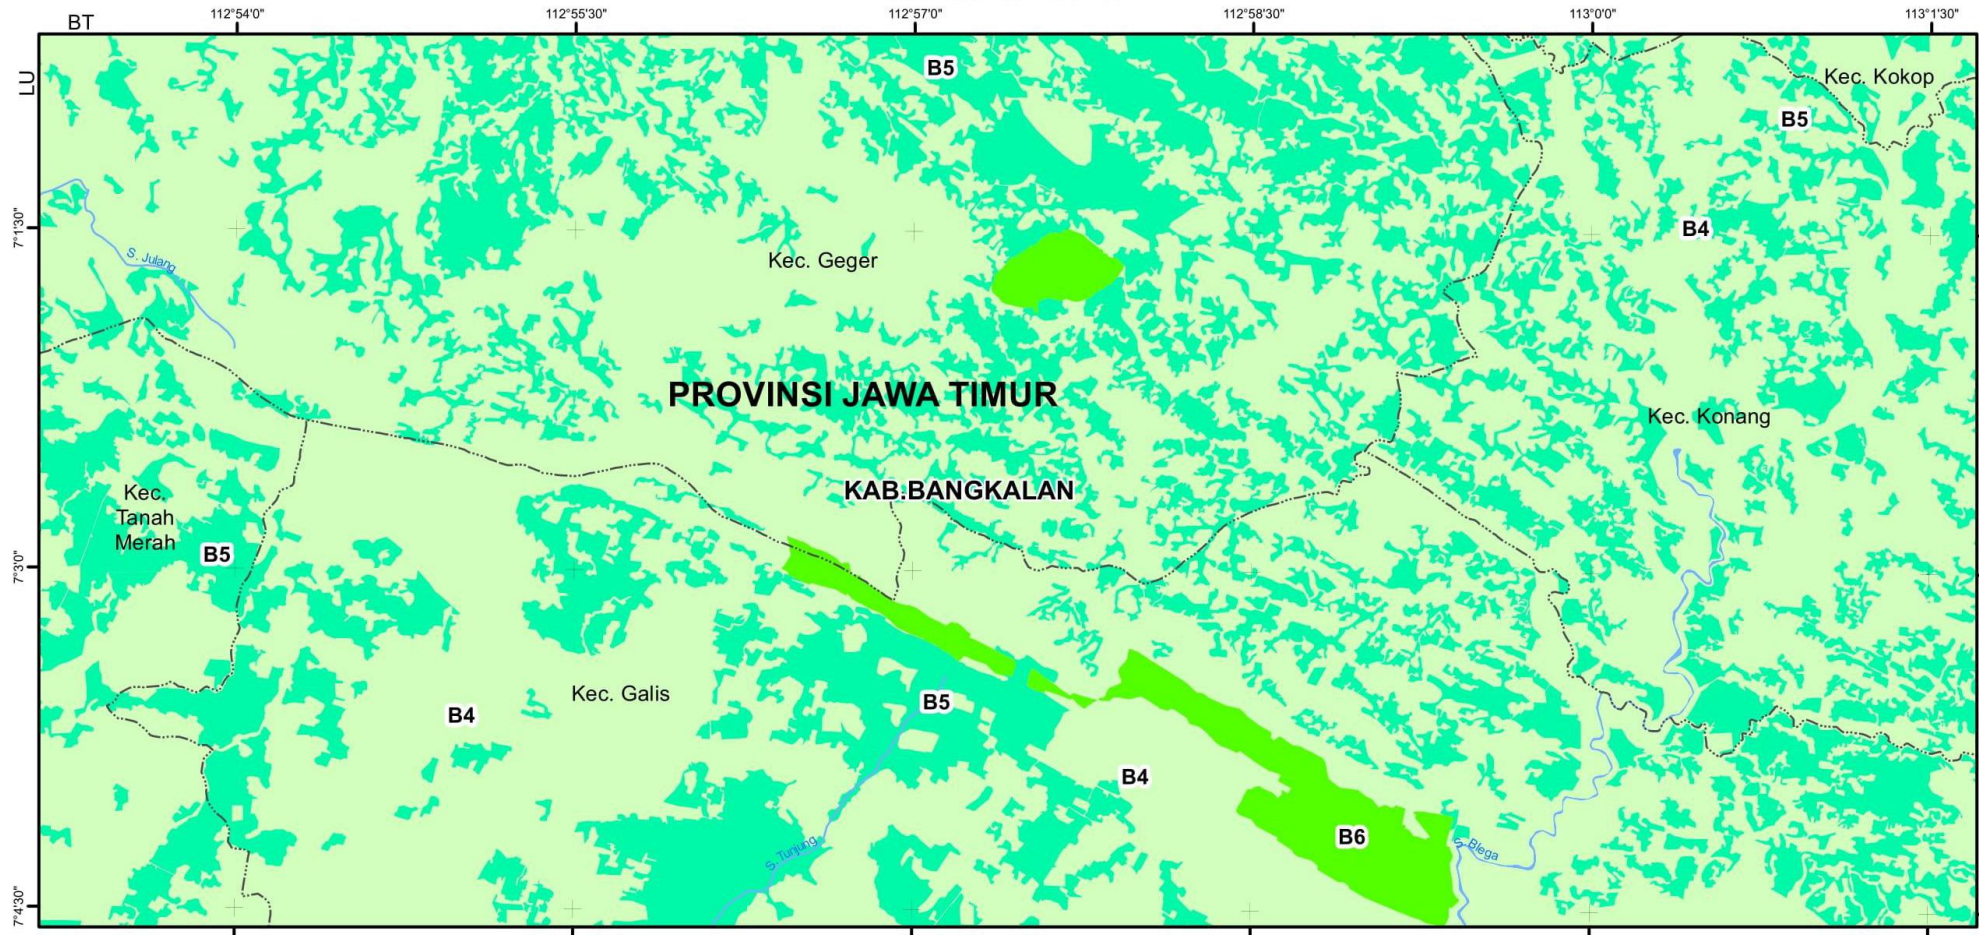 BT
112°54'0"
112°55'30"
112°57'0"
112°58'30"
113°0'0"
113°1'30"
LU
B5
Kec. Kokop
B5
7°1'30"
B4
S. Julang
Kec. Geger
PROVINSI JAWA TIMUR
Kec. Konang
KAB.BANGKALAN
Kec.
Tanah
Merah
B5
7°3'0"
Kec. Galis
B5
B4
B4
B6
S. Tunjung
S. Blega
7°4'30"